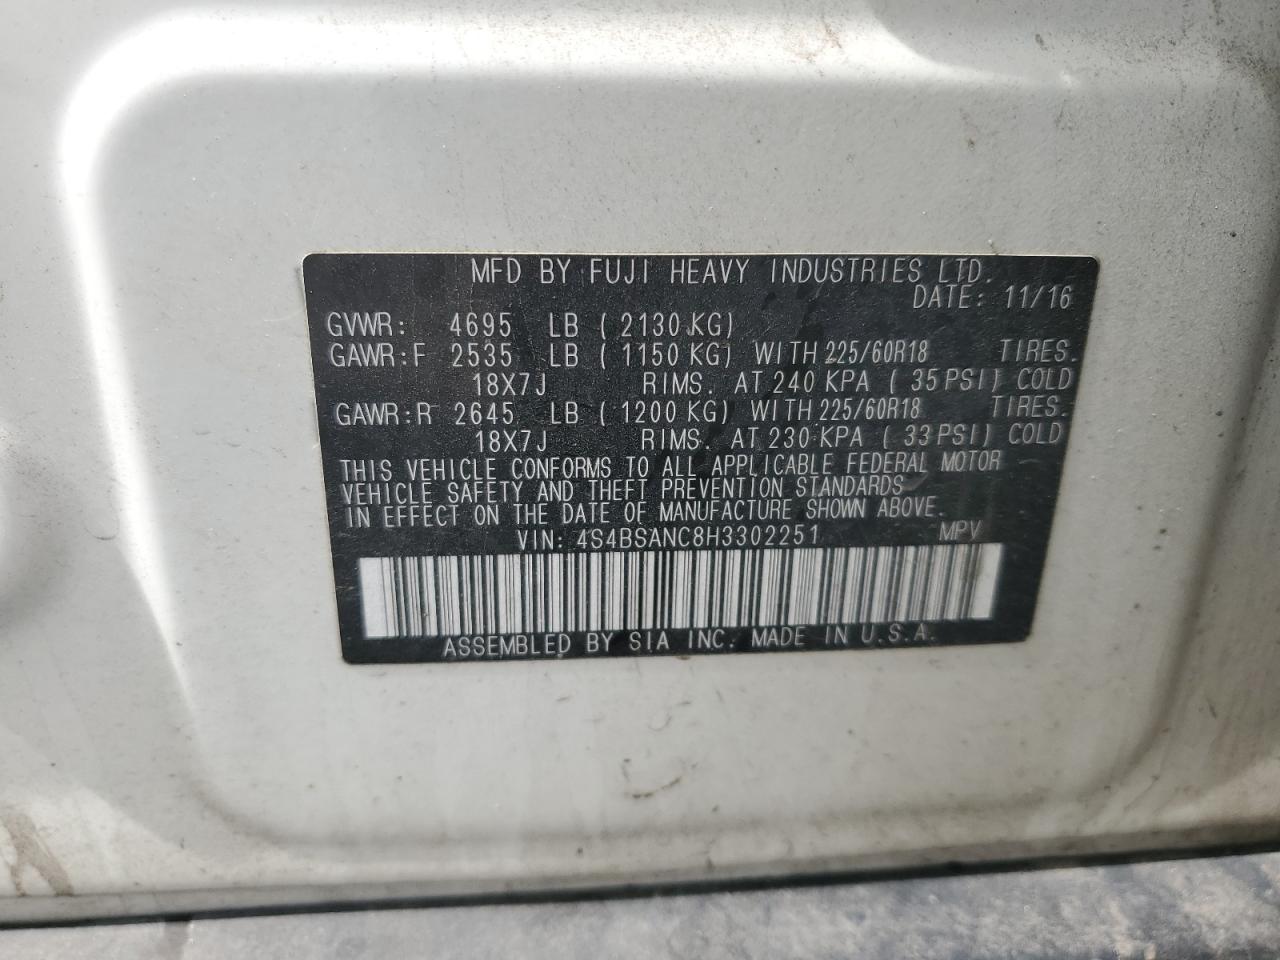 MFD BY FUJI HEAVY INDUSTRIES LTD.
DATE: 11/16
GVWR: 4695 LB (2130 KG)
GAWR:F 2535 LB (1150 KG) WITH 225/60R18 TIRES.
18X7J RIMS. AT 240 KPA (35 PSI) COLD
GAWR:R 2645 LB (1200 KG) WITH 225/60R18 TIRES.
18X7J RIMS. AT 230 KPA (33 PSI) COLD
THIS VEHICLE CONFORMS TO ALL APPLICABLE FEDERAL MOTOR
VEHICLE SAFETY AND THEFT PREVENTION STANDARDS
IN EFFECT ON THE DATE OF MANUFACTURE SHOWN ABOVE.
VIN: 4S4BSANC8H3302251 MPV
ASSEMBLED BY SIA INC. MADE IN U.S.A.